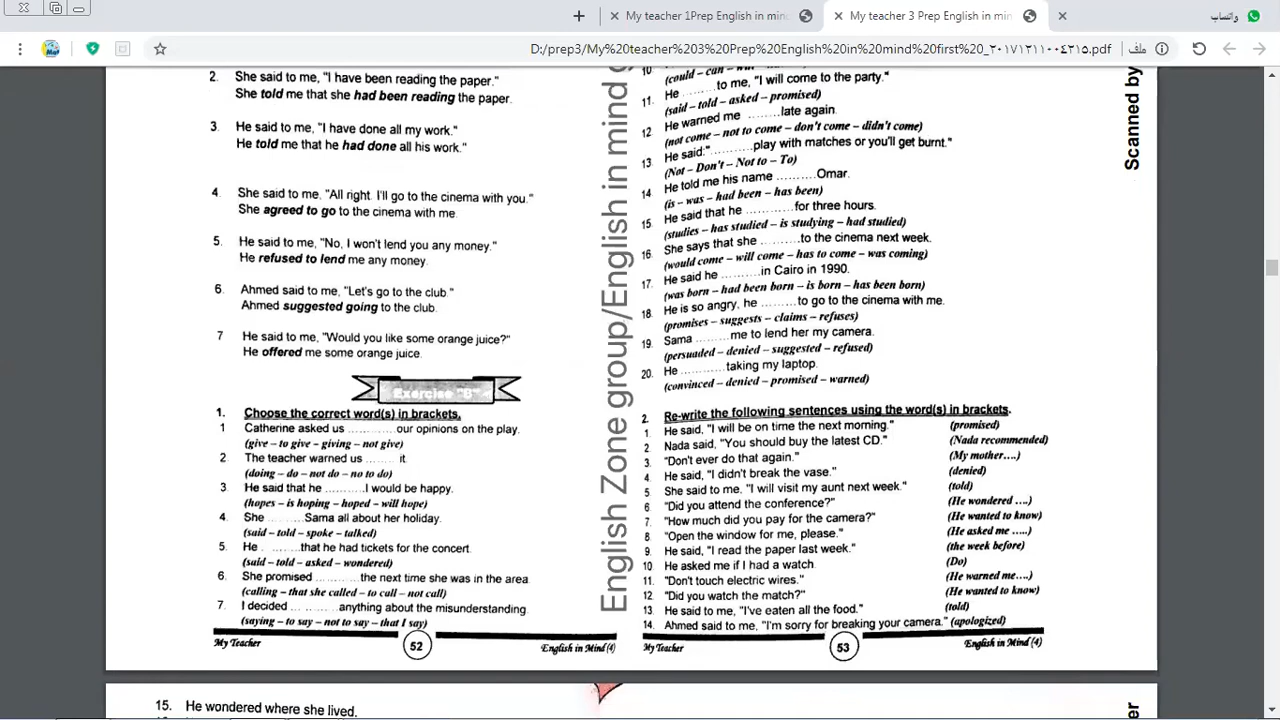 My teacher 1Prep English in min
My teacher 3 Prep English in min
واتساب
D:/prep3/My%20teacher%203%20Prep%20English%20in%20mind%20first%20_٢٠١٧١٢١١٠٠٤٢١٥.pdf
ملف
2. She said to me, "I have been reading the paper."
She told me that she had been reading the paper.
3. He said to me, "I have done all my work."
He told me that he had done all his work."
4. She said to me, "All right. I'll go to the cinema with you."
She agreed to go to the cinema with me.
5. He said to me, "No, I won't lend you any money."
He refused to lend me any money.
6. Ahmed said to me, "Let's go to the club."
Ahmed suggested going to the club.
7 He said to me, "Would you like some orange juice?"
He offered me some orange juice.
Exercise "B"
1. Choose the correct word(s) in brackets.
1 Catherine asked us ............ our opinions on the play.
(give – to give – giving – not give)
2 The teacher warned us ........ it.
(doing – do – not do – no to do)
3. He said that he ..........I would be happy.
(hopes – is hoping – hoped – will hope)
4. She .........Sama all about her holiday.
(said – told – spoke – talked)
5. He . ........that he had tickets for the concert.
(said – told – asked – wondered)
6. She promised ............the next time she was in the area.
(calling – that she called – to call – not call)
7. I decided ... .......... anything about the misunderstanding.
(saying – to say – not to say – that I say)
My Teacher
52
English in Mind (4)
English Zone group/English in mind
10.
11. He ........to me, "I will come to the party."
(said – told – asked – promised)
12. He warned me ........late again.
(not come – not to come – don't come – didn't come)
13. He said:"..........play with matches or you'll get burnt."
(Not – Don't – Not to – To)
14. He told me his name ..........Omar.
(is – was – had been – has been)
15. He said that he ............for three hours.
(studies – has studied – is studying – had studied)
16. She says that she ..........to the cinema next week.
(would come – will come – has to come – was coming)
17. He said he ..........in Cairo in 1990.
(was born – had been born – is born – has been born)
18. He is so angry, he .........to go to the cinema with me.
(promises – suggests – claims – refuses)
19. Sama .........me to lend her my camera.
(persuaded – denied – suggested – refused)
20. He ...........taking my laptop.
(convinced – denied – promised – warned)
2. Re-write the following sentences using the word(s) in brackets.
1. He said, "I will be on time the next morning." (promised)
2. Nada said, "You should buy the latest CD." (Nada recommended)
3. "Don't ever do that again." (My mother....)
4. He said, "I didn't break the vase." (denied)
5. She said to me, "I will visit my aunt next week." (told)
6 "Did you attend the conference?" (He wondered ....)
7. "How much did you pay for the camera?" (He wanted to know)
8. "Open the window for me, please." (He asked me .....)
9. He said, "I read the paper last week." (the week before)
10. He asked me if I had a watch. (Do)
11. "Don't touch electric wires." (He warned me....)
12. "Did you watch the match?" (He wanted to know)
13. He said to me, "I've eaten all the food." (told)
14. Ahmed said to me, "I'm sorry for breaking your camera." (apologized)
My Teacher
53
English in Mind (4)
Scanned by
15. He wondered where she lived.